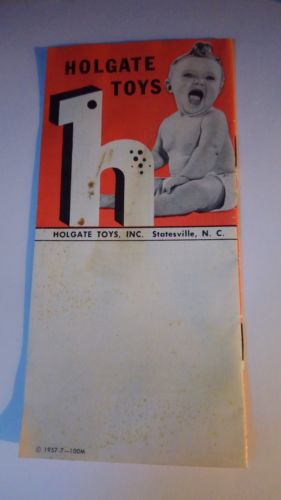 HOLGATE
TOYS
h
HOLGATE TOYS, INC. Statesville, N. C.
© 1957-7-100M